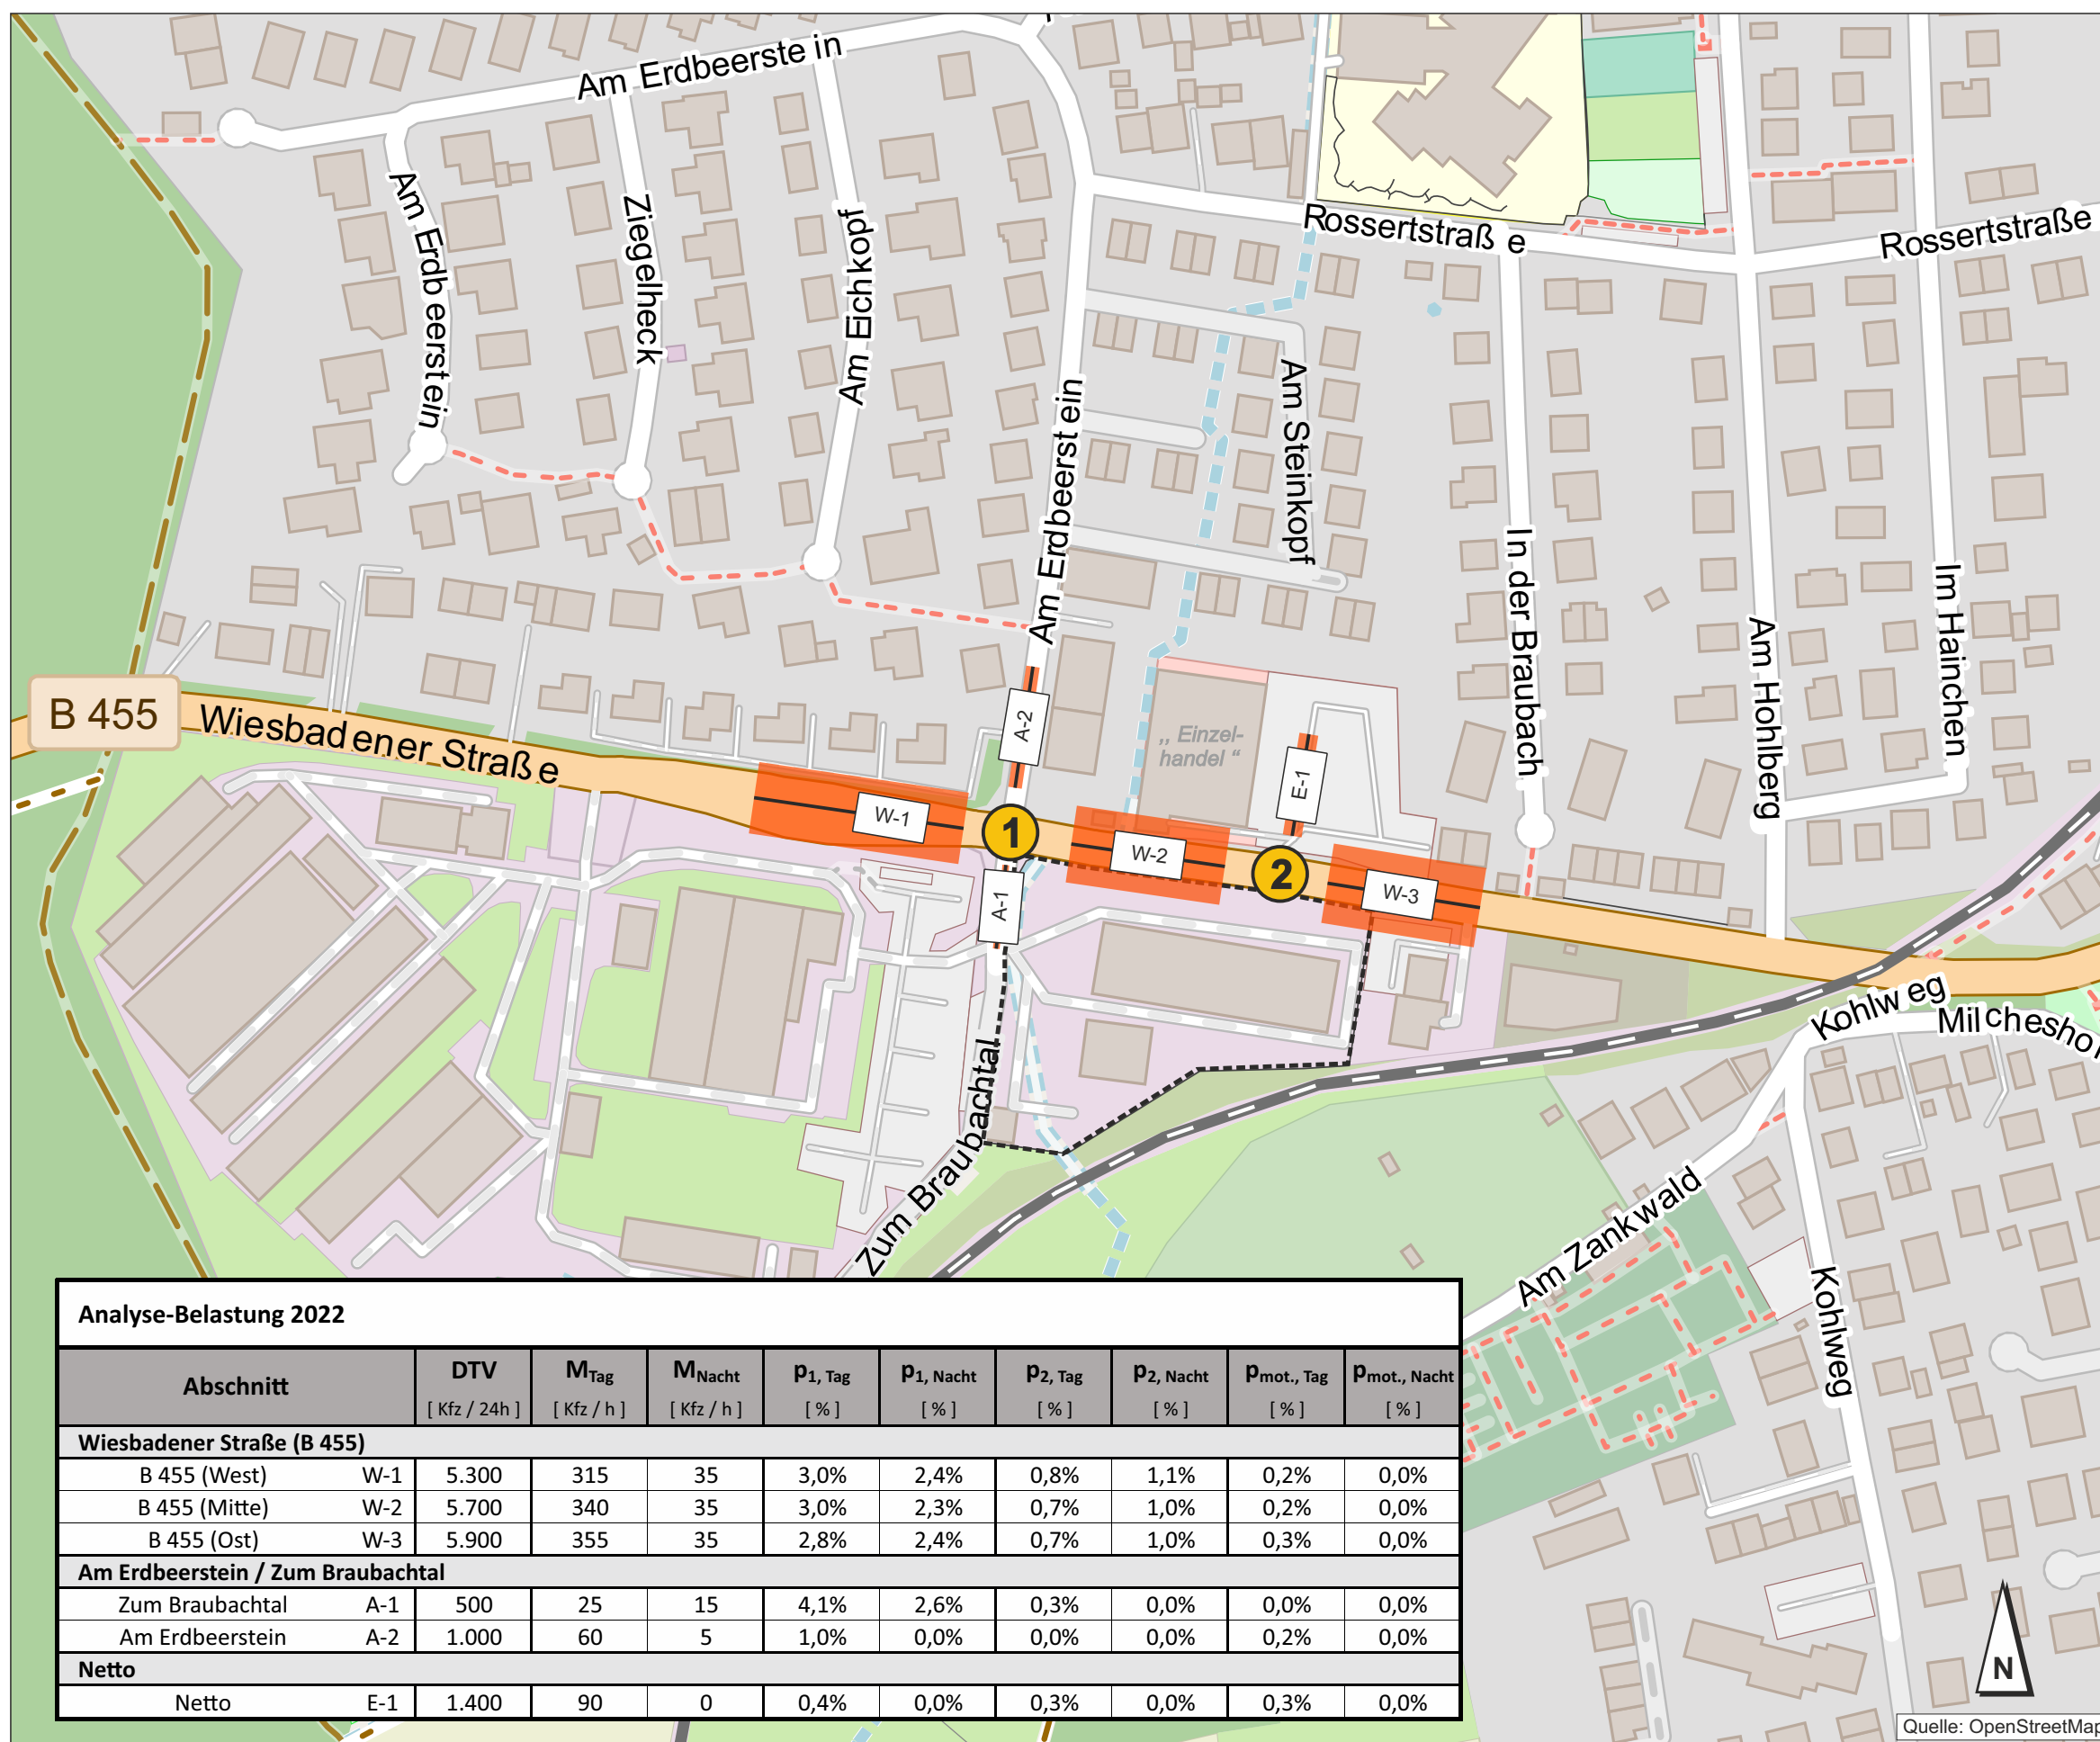 Am Erdbeerstein
Am Erdbeerstein
Ziegelheck
Am Eichkopf
Am Erdbeerstein
Rossertstraße
Rossertstraße
Am Steinkopf
In der Braubach
Am Hohlberg
Im Hainchen
B 455
Wiesbadener Straße
A-2
„ Einzel-
handel “
E-1
W-1
1
W-2
2
W-3
A-1
Kohlweg
Zum Braubachtal
Am Zankwald
Kohlweg
Analyse-Belastung 2022
Abschnitt DTV MTag MNacht p1, Tag p1, Nacht p2, Tag p2, Nacht pmot., Tag pmot., Nacht
[ Kfz / 24h ] [ Kfz / h ] [ Kfz / h ] [ % ] [ % ] [ % ] [ % ] [ % ] [ % ]
Wiesbadener Straße (B 455)
B 455 (West) W-1 5.300 315 35 3,0% 2,4% 0,8% 1,1% 0,2% 0,0%
B 455 (Mitte) W-2 5.700 340 35 3,0% 2,3% 0,7% 1,0% 0,2% 0,0%
B 455 (Ost) W-3 5.900 355 35 2,8% 2,4% 0,7% 1,0% 0,3% 0,0%
Am Erdbeerstein / Zum Braubachtal
Zum Braubachtal A-1 500 25 15 4,1% 2,6% 0,3% 0,0% 0,0% 0,0%
Am Erdbeerstein A-2 1.000 60 5 1,0% 0,0% 0,0% 0,0% 0,2% 0,0%
Netto
Netto E-1 1.400 90 0 0,4% 0,0% 0,3% 0,0% 0,3% 0,0%
N
Quelle: OpenStreetMap